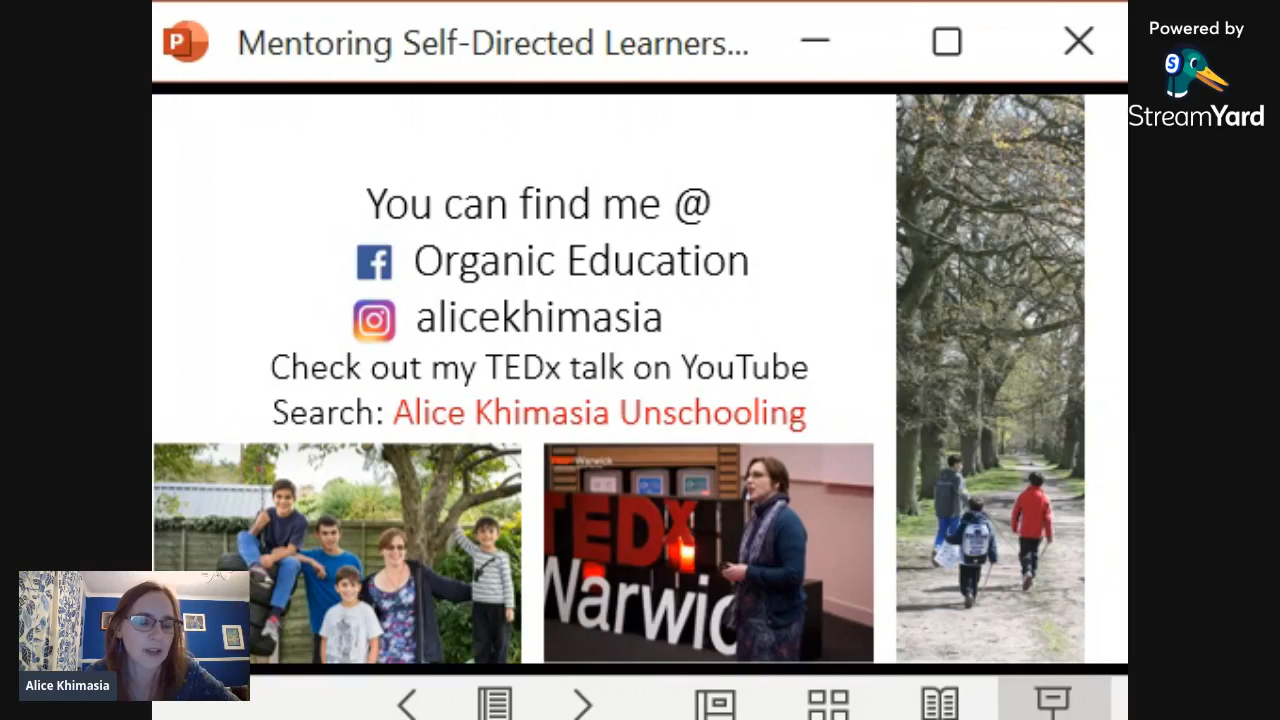 Mentoring Self-Directed Learners...
Powered by
StreamYard
You can find me @
Organic Education
alicekhimasia
Check out my TEDx talk on YouTube
Search: Alice Khimasia Unschooling
TEDx
Warwick
Alice Khimasia